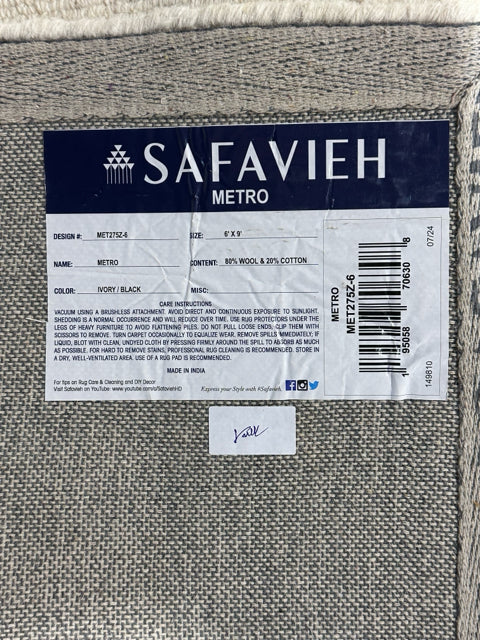 SAFAVIEH
METRO
DESIGN #: MET275Z-6 SIZE: 6' X 9'
NAME: METRO CONTENT: 80% WOOL & 20% COTTON
COLOR: IVORY / BLACK MISC:
CARE INSTRUCTIONS
VACUUM USING A BRUSHLESS ATTACHMENT. AVOID DIRECT AND CONTINUOUS EXPOSURE TO SUNLIGHT.
SHEDDING IS A NORMAL OCCURRENCE AND WILL REDUCE OVER TIME. USE RUG PROTECTORS UNDER THE
LEGS OF HEAVY FURNITURE TO AVOID FLATTENING PILES. DO NOT PULL LOOSE ENDS, CLIP THEM WITH
SCISSORS TO REMOVE. TURN CARPET OCCASIONALLY TO EQUALIZE WEAR. REMOVE SPILLS IMMEDIATELY; IF
LIQUID, BLOT WITH CLEAN, UNDYED CLOTH BY PRESSING FIRMLY AROUND THE SPILL TO ABSORB AS MUCH
AS POSSIBLE. FOR HARD TO REMOVE STAINS, PROFESSIONAL RUG CLEANING IS RECOMMENDED. STORE IN
A DRY, WELL-VENTILATED AREA. USE OF A RUG PAD IS RECOMMENDED.
MADE IN INDIA
For tips on Rug Care & Cleaning and DIY Decor
Visit Safavieh on YouTube: www.youtube.com/c/SafaviehHD
Express your Style with #Safavieh.
METRO
MET275Z-6
1 95058 70630 8
07/24
149810